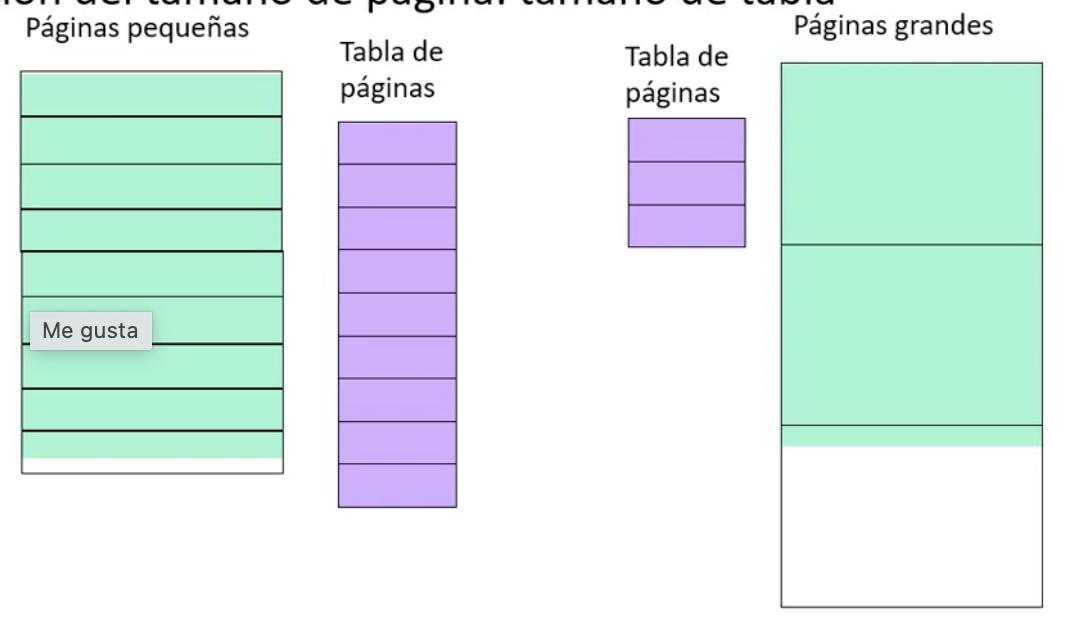 ión del tamaño de página: tamaño de tabla
Páginas pequeñas
Tabla de
páginas
Tabla de
páginas
Páginas grandes
Me gusta